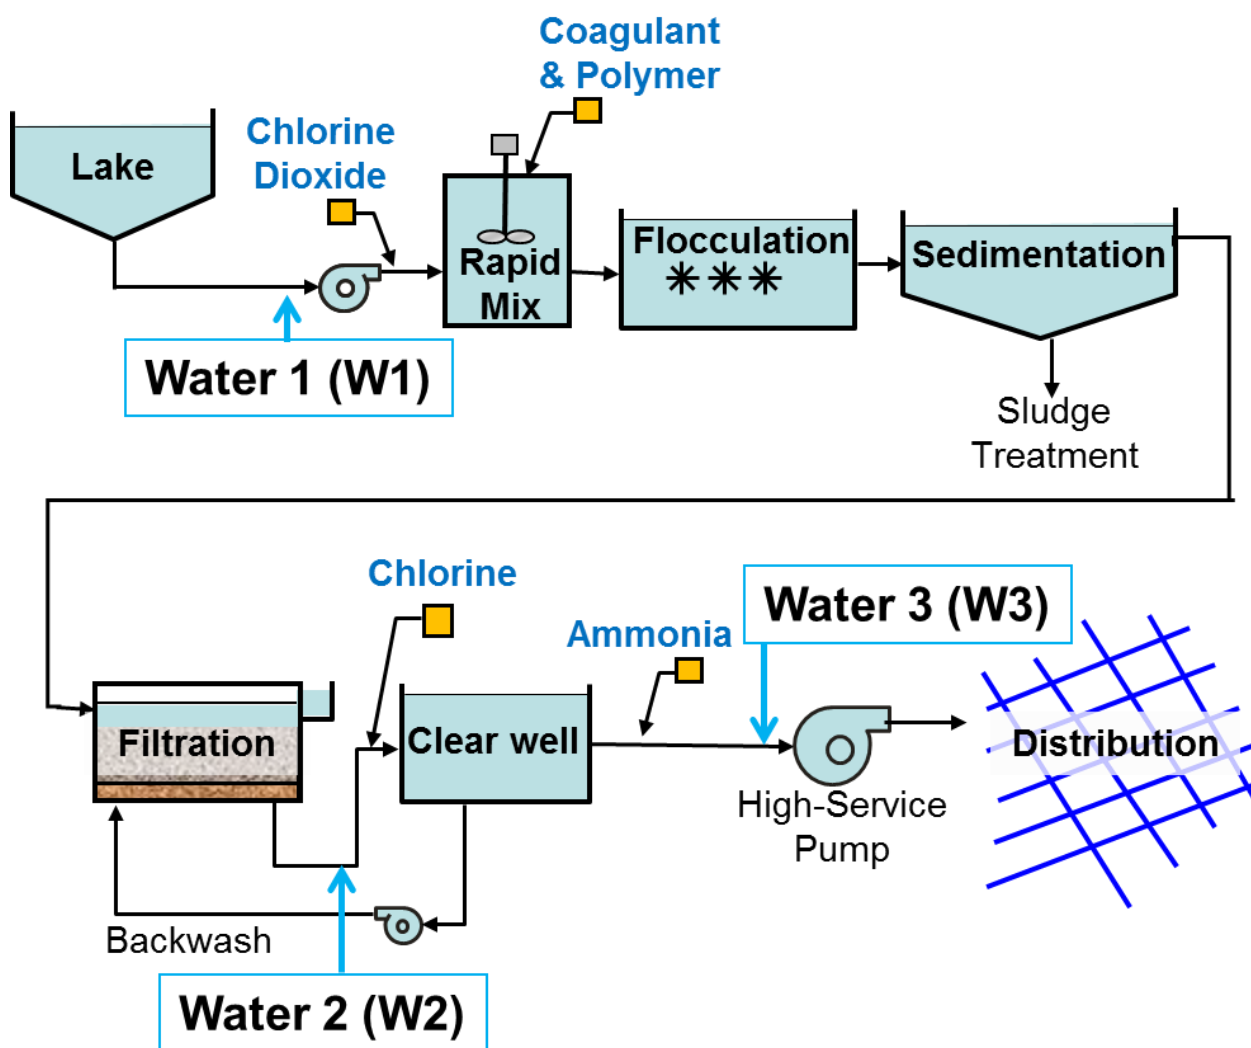 Coagulant
& Polymer
Chlorine
Dioxide
Lake
Rapid
Mix
Flocculation
Sedimentation
Water 1 (W1)
Sludge
Treatment
Chlorine
Water 3 (W3)
Ammonia
Filtration
Clear well
Distribution
High-Service
Pump
Backwash
Water 2 (W2)